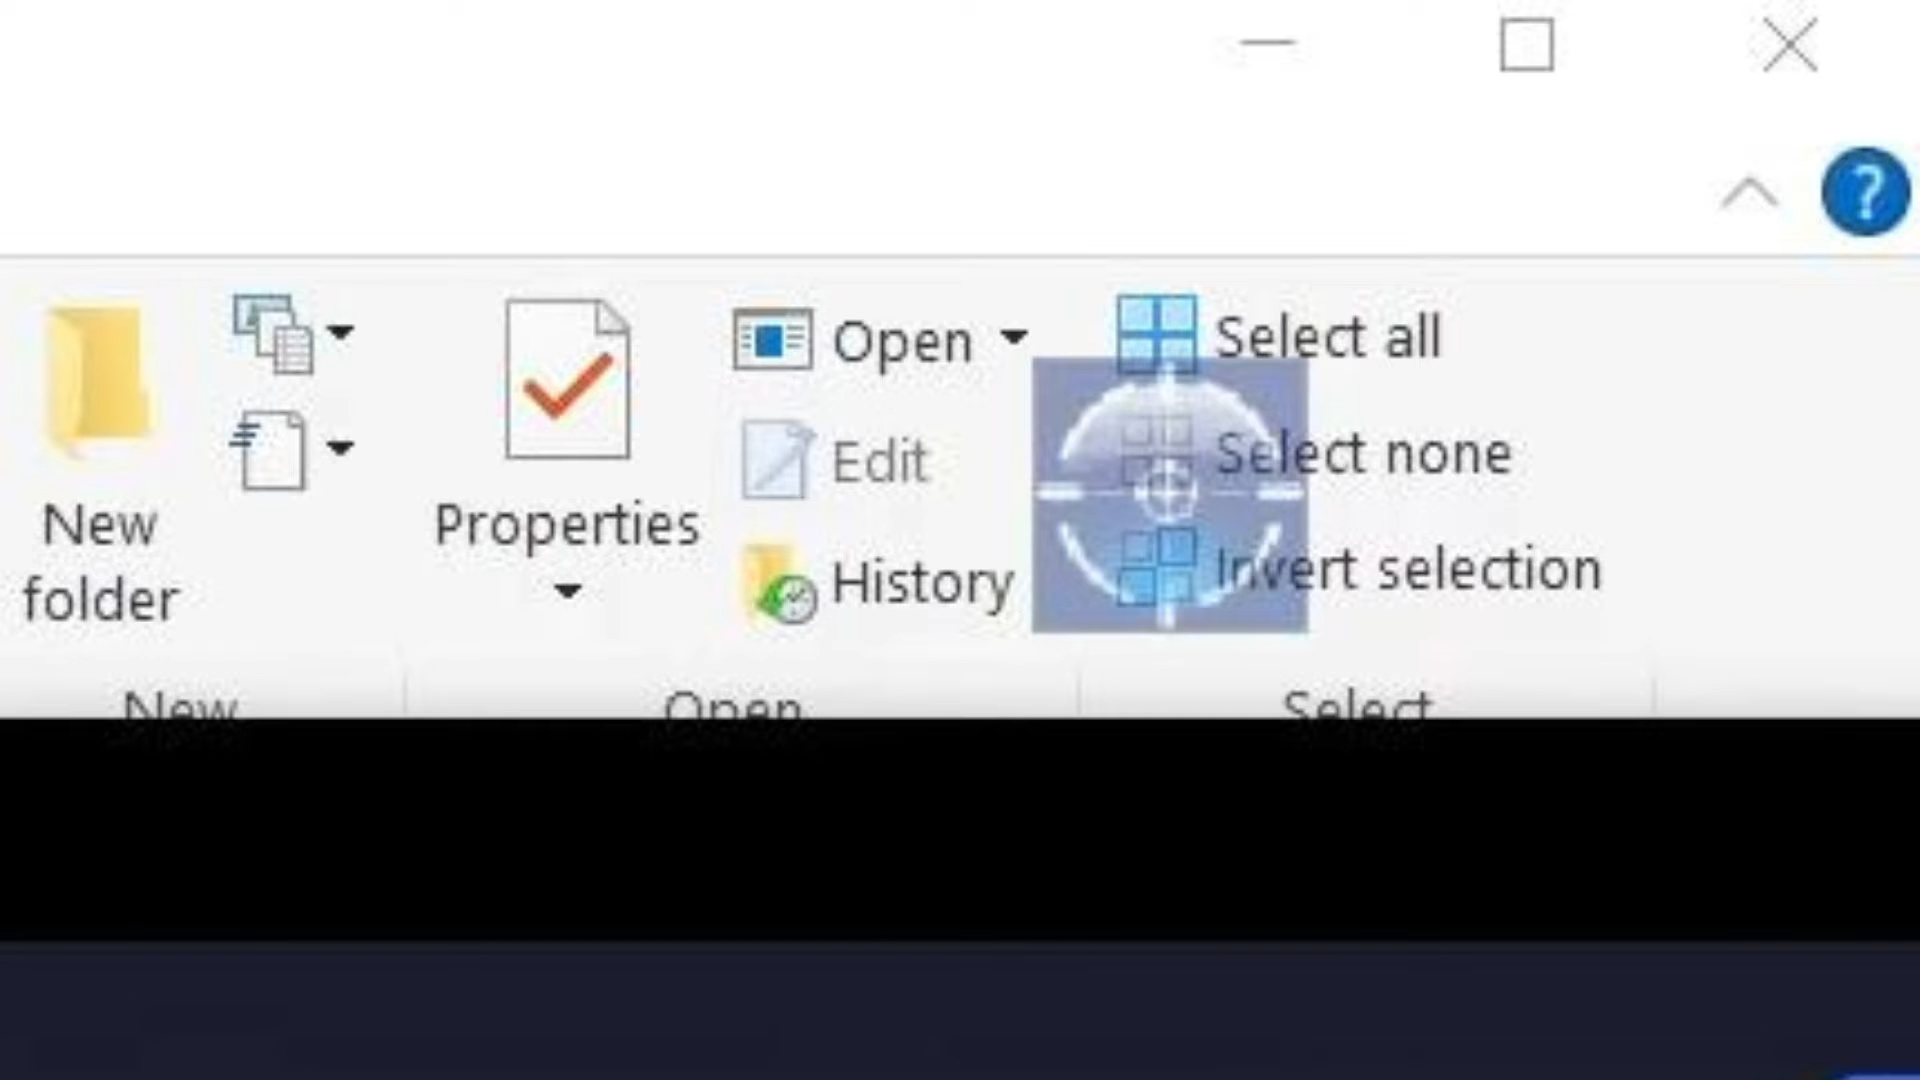 ?
Select all
Open
Select none
Edit
New
folder
Properties
Invert selection
History
New
Open
Select